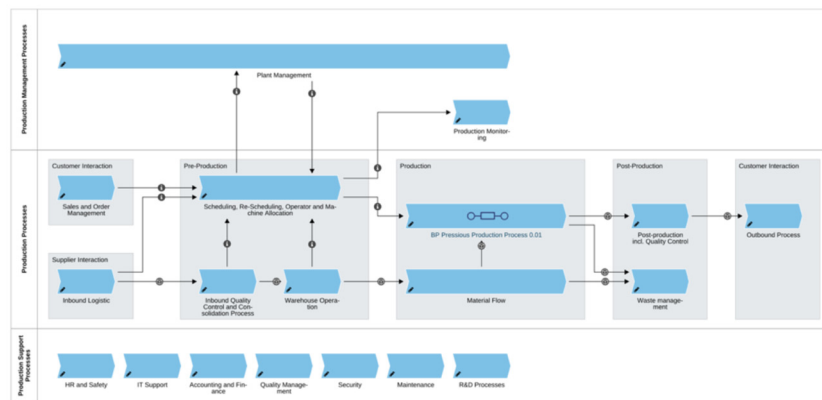 Production Management Processes
Plant Management
Production Monitor-
ing
Production Processes
Customer Interaction
Sales and Order
Management
Supplier Interaction
Inbound Logistic
Pre-Production
Scheduling, Re-Scheduling, Operator and Ma-
chine Allocation
Inbound Quality
Control and Con-
solidation Process
Warehouse Opera-
tion
Production
BP Pressious Production Process 0.01
Material Flow
Post-Production
Post-production
incl. Quality Control
Waste manage-
ment
Customer Interaction
Outbound Process
Production Support
Processes
HR and Safety
IT Support
Accounting and Fin-
ance
Quality Manage-
ment
Security
Maintenance
R&D Processes